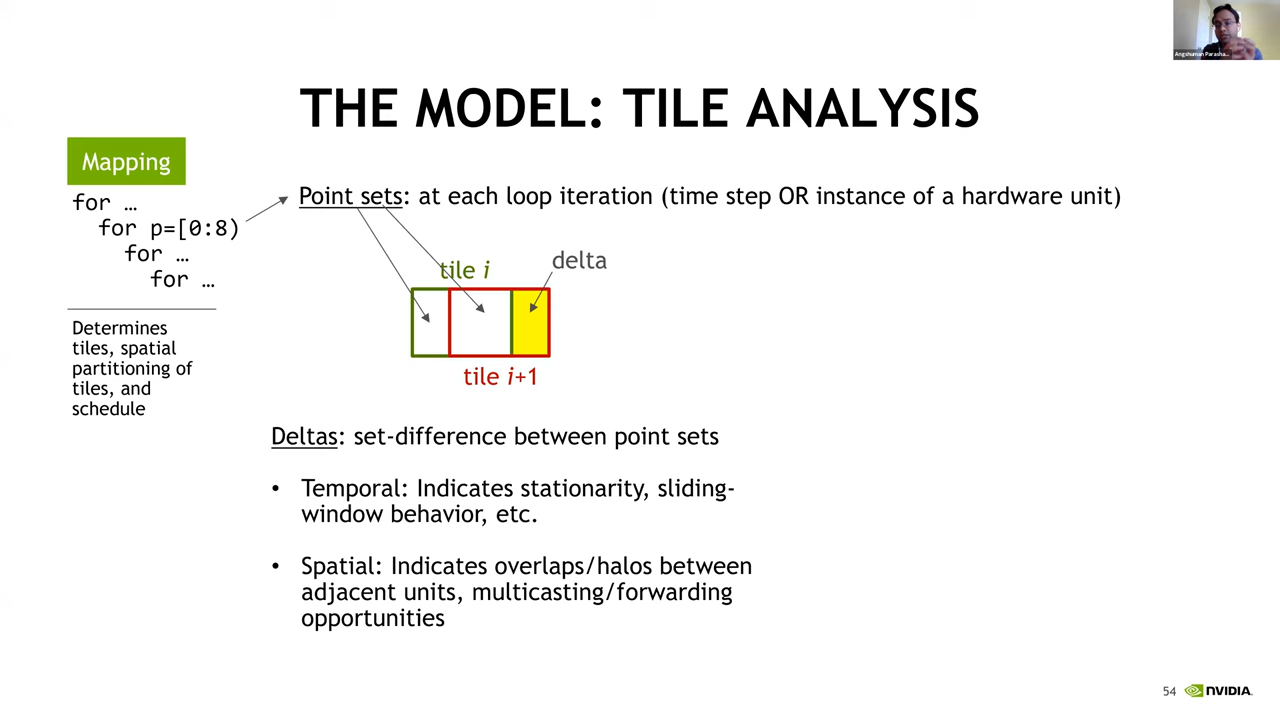 Angshuman Parasha...
THE MODEL: TILE ANALYSIS
Mapping
for …
for p=[0:8)
for …
for …
Determines
tiles, spatial
partitioning of
tiles, and
schedule
Point sets: at each loop iteration (time step OR instance of a hardware unit)
tile i
delta
tile i+1
Deltas: set-difference between point sets
• Temporal: Indicates stationarity, sliding-
window behavior, etc.
• Spatial: Indicates overlaps/halos between
adjacent units, multicasting/forwarding
opportunities
54
NVIDIA.